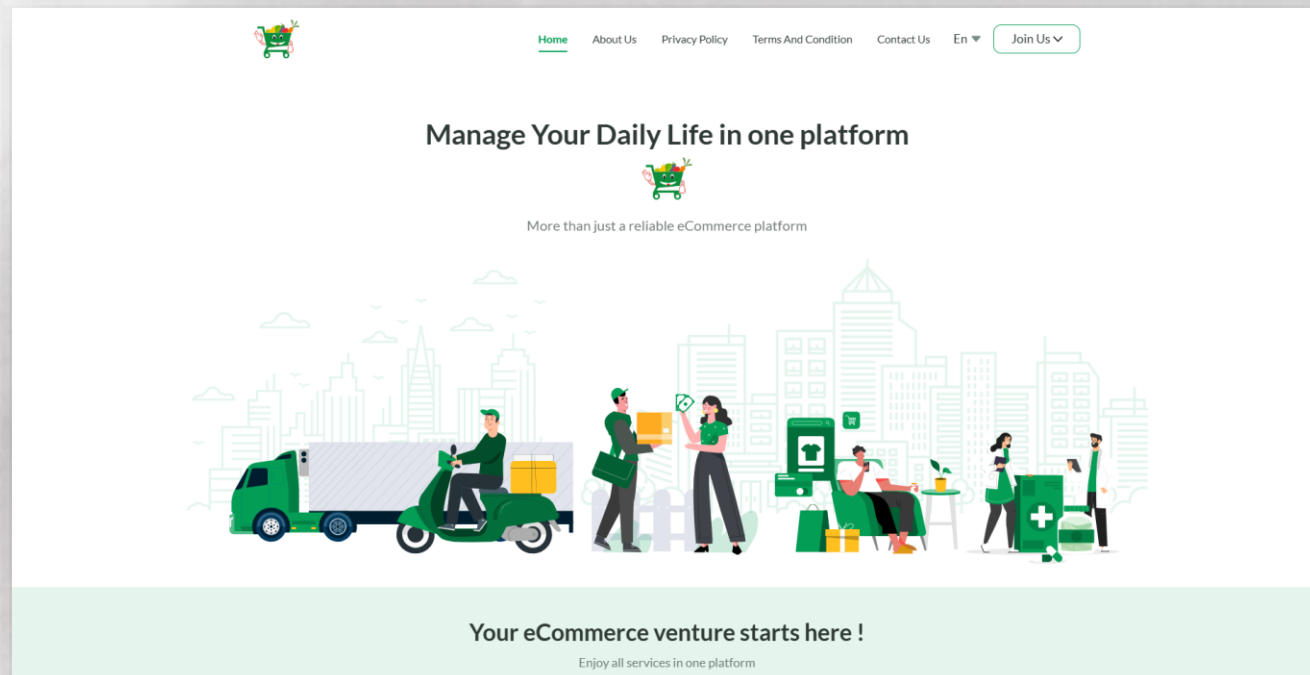 Home About Us Privacy Policy Terms And Condition Contact Us En Join Us
Manage Your Daily Life in one platform
More than just a reliable eCommerce platform
Your eCommerce venture starts here !
Enjoy all services in one platform